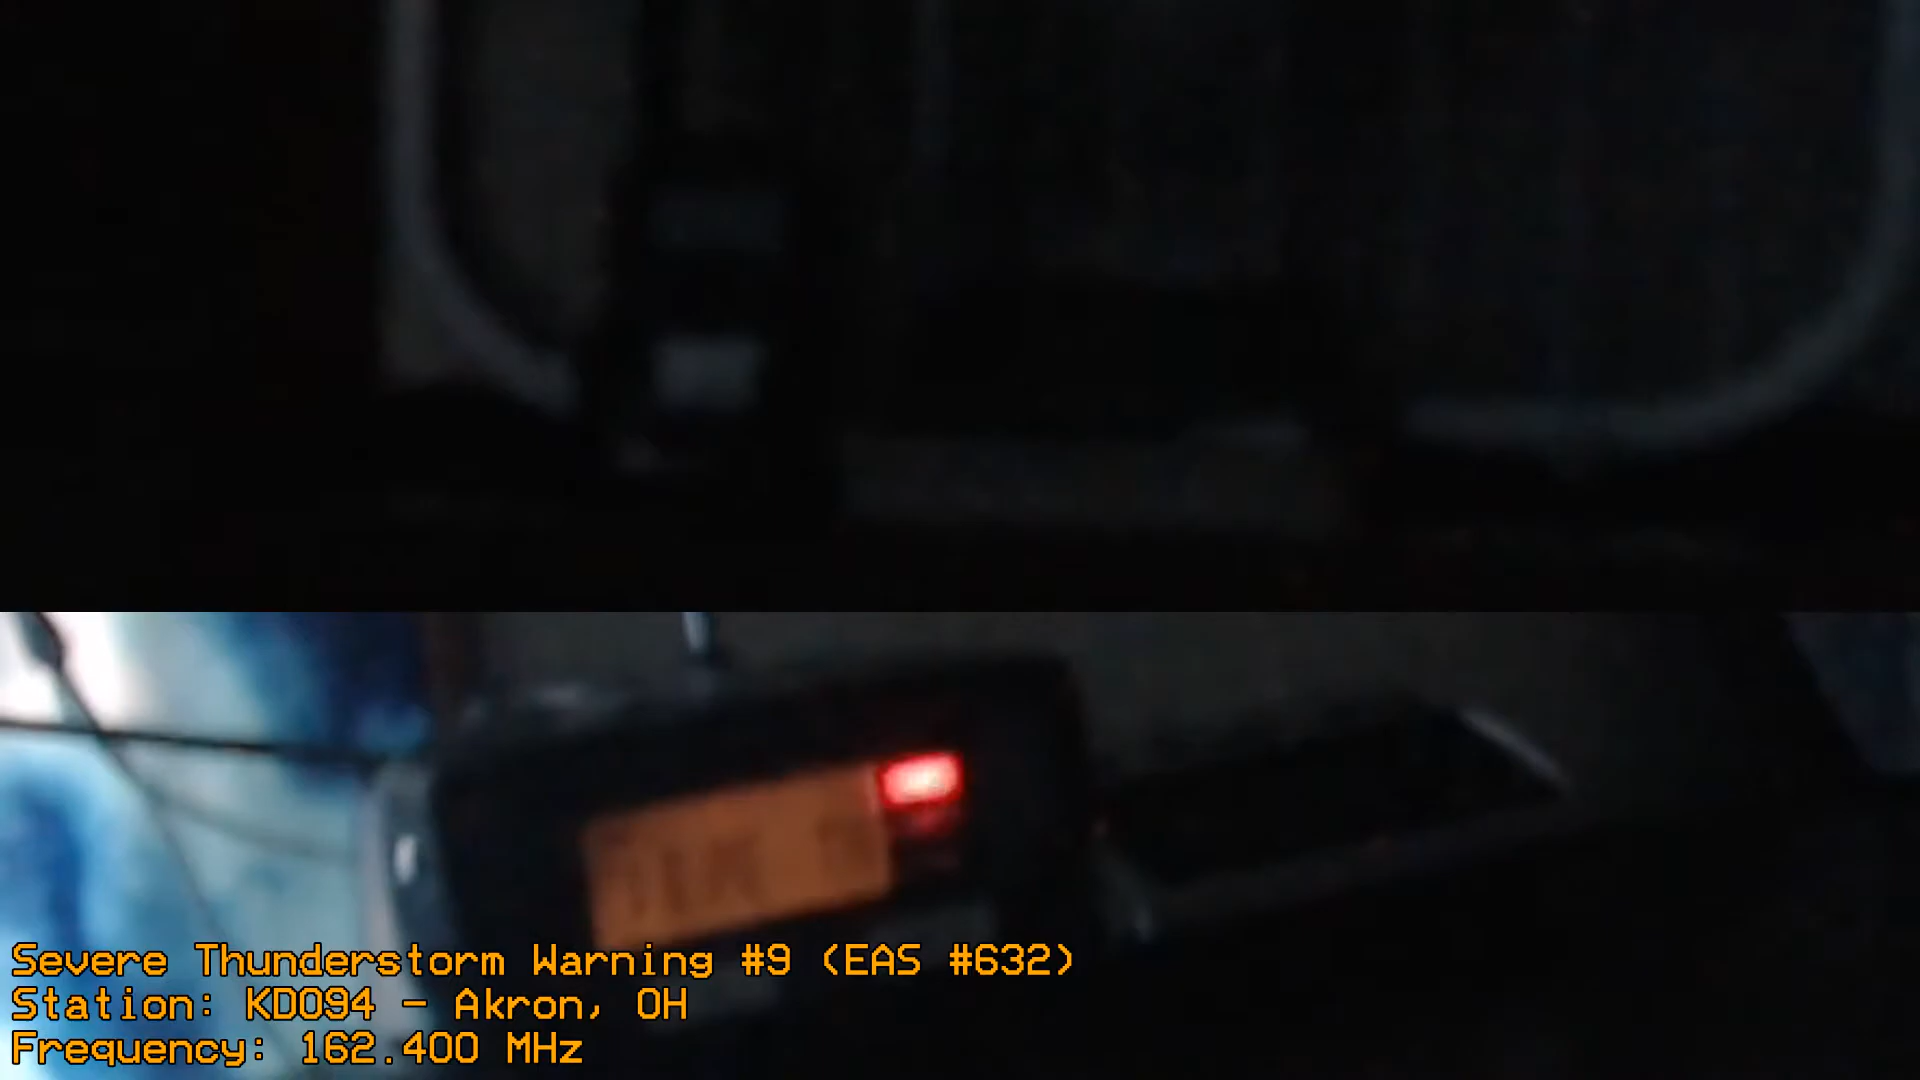 Severe Thunderstorm Warning #9 (EAS #632)
Station: KDO94 - Akron, OH
Frequency: 162.400 MHz